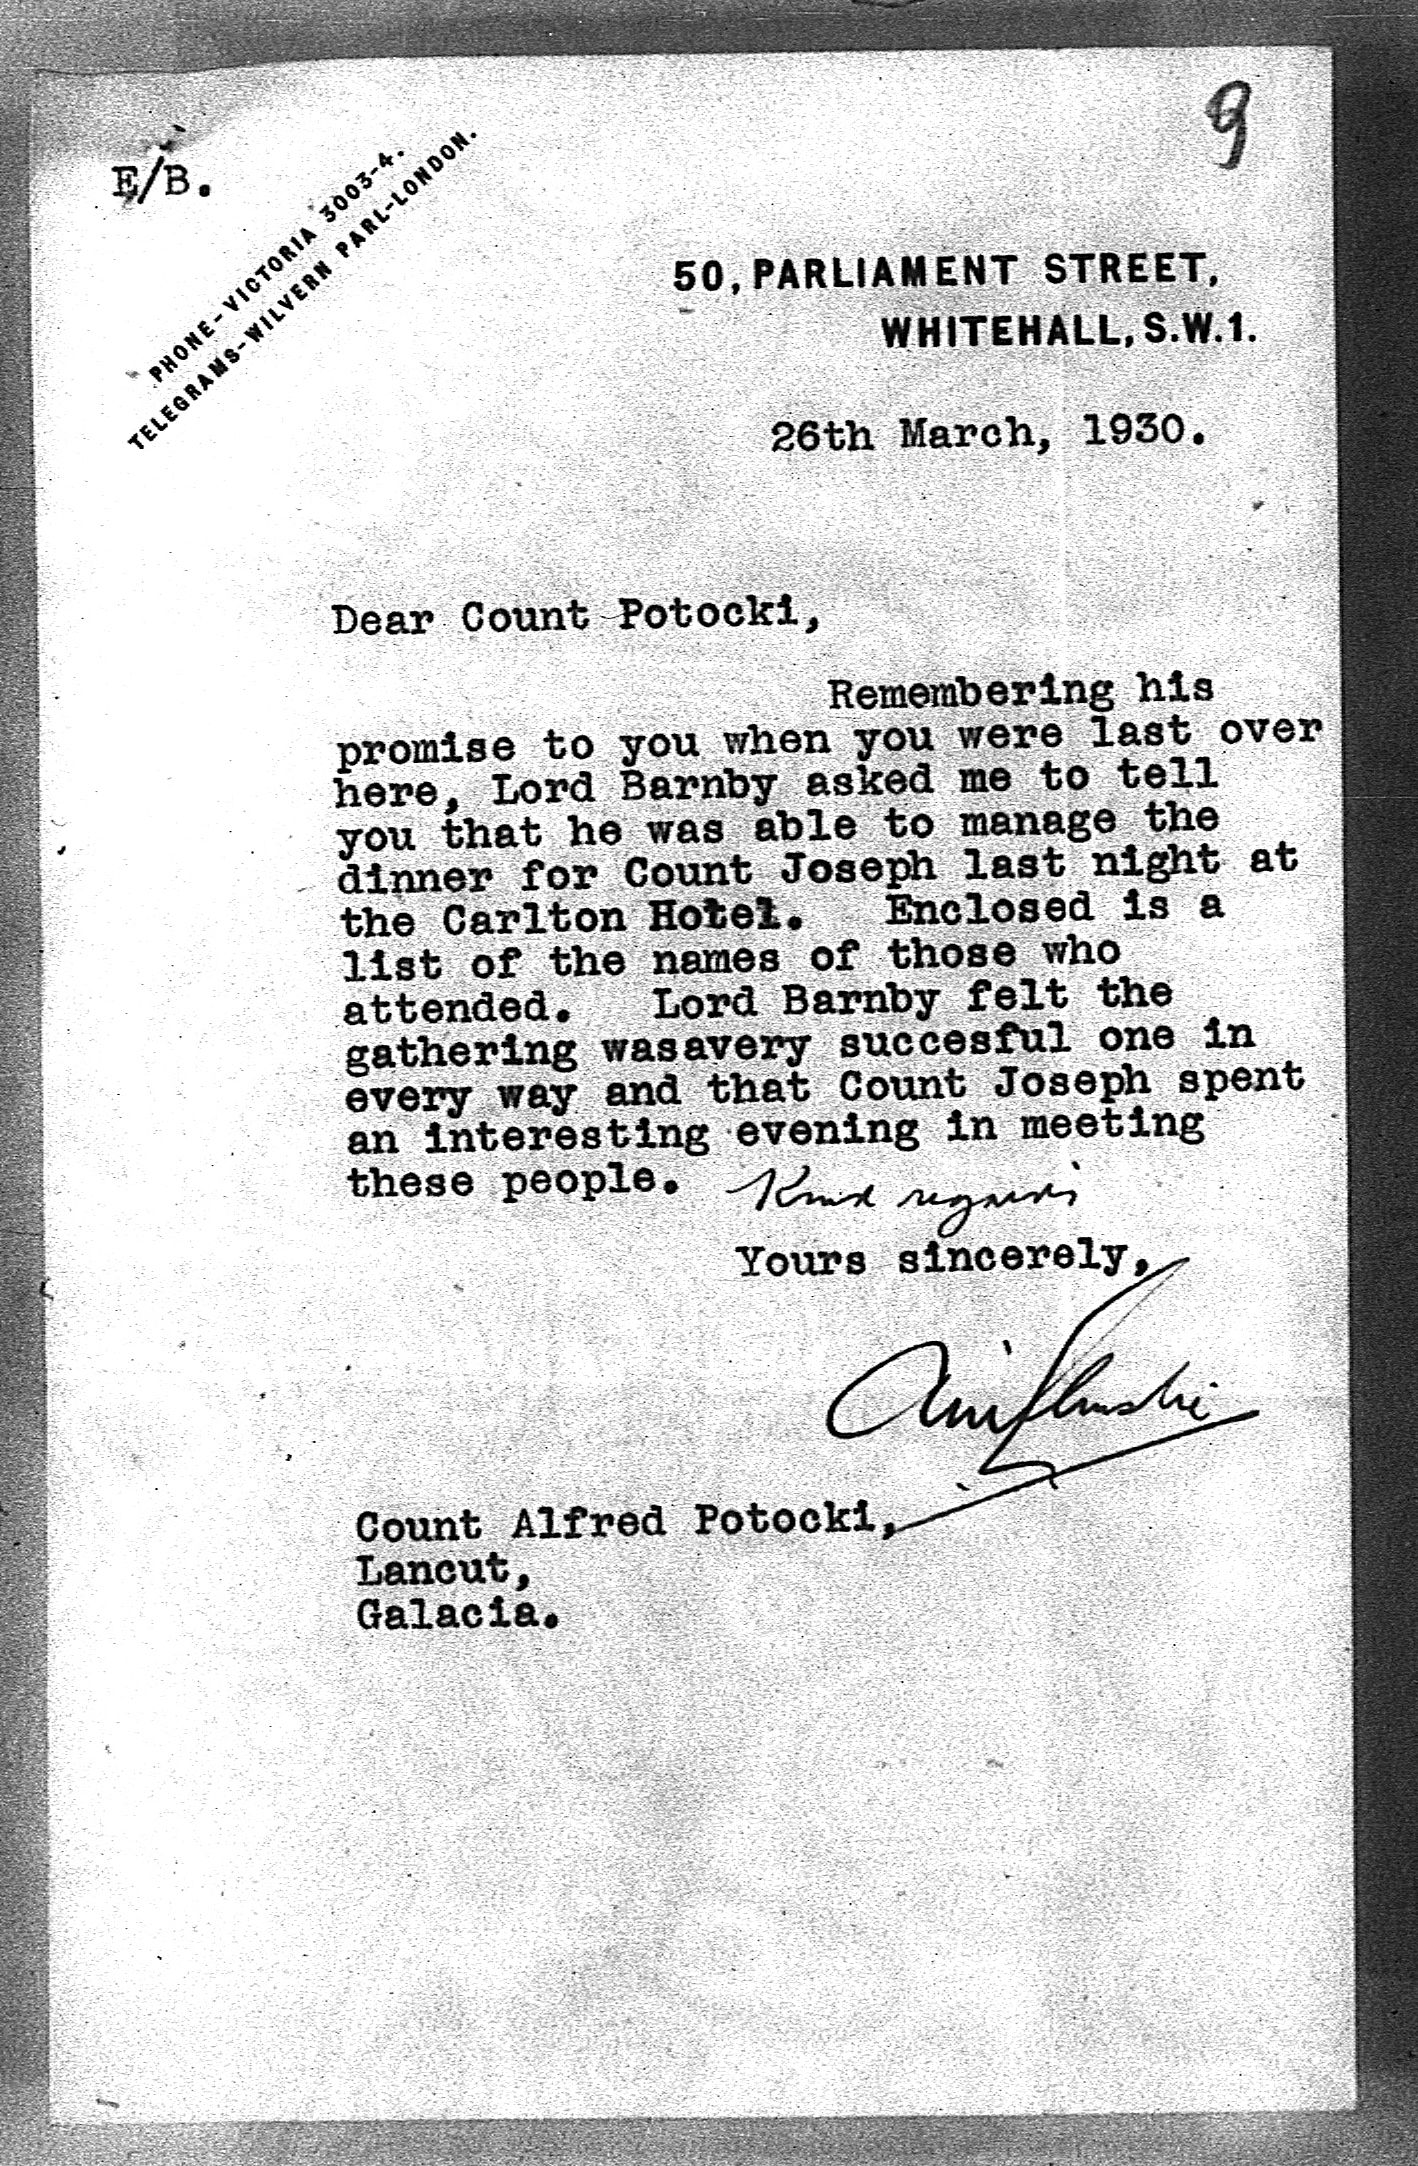 9
E/B.
PHONE-VICTORIA 3003-4.
TELEGRAMS-WILVERN PARL-LONDON.
50, PARLIAMENT STREET,
WHITEHALL, S.W.1.
26th March, 1930.
Dear Count Potocki,
Remembering his
promise to you when you were last over
here, Lord Barnby asked me to tell
you that he was able to manage the
dinner for Count Joseph last night at
the Carlton Hotel. Enclosed is a
list of the names of those who
attended. Lord Barnby felt the
gathering wasavery succesful one in
every way and that Count Joseph spent
an interesting evening in meeting
these people. Kind regards
Yours sincerely,
Count Alfred Potocki,
Lancut,
Galacia.